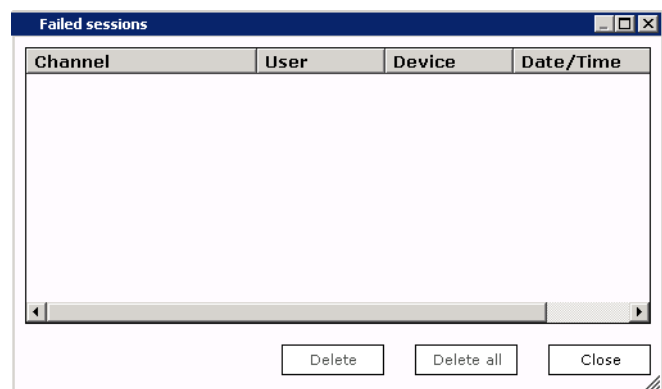 Failed sessions
Channel User Device Date/Time
Delete Delete all Close